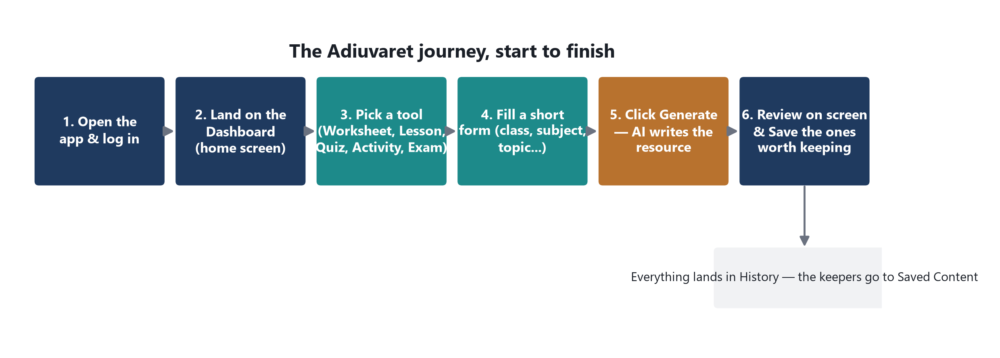 The Adiuvaret journey, start to finish
1. Open the
app & log in
2. Land on the
Dashboard
(home screen)
3. Pick a tool
(Worksheet, Lesson,
Quiz, Activity, Exam)
4. Fill a short
form (class, subject,
topic...)
5. Click Generate
— AI writes the
resource
6. Review on screen
& Save the ones
worth keeping
Everything lands in History — the keepers go to Saved Content